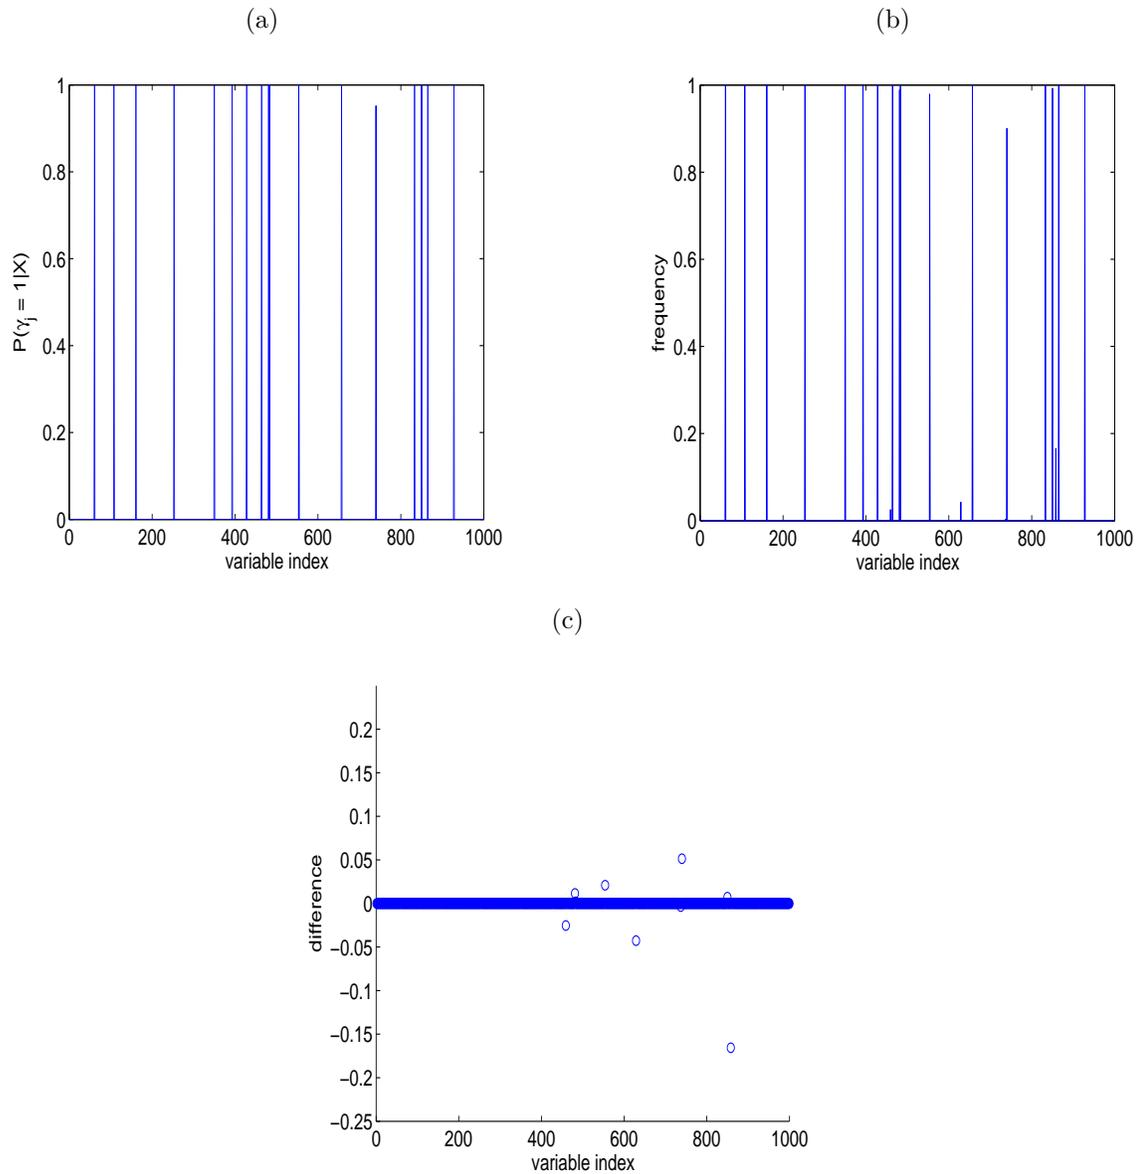 (a)
(b)
1
0.8
0.6
0.4
0.2
0
P(γj = 1|X)
0 200 400 600 800 1000
variable index
1
0.8
0.6
0.4
0.2
0
frequency
0 200 400 600 800 1000
variable index
(c)
0.2
0.15
0.1
0.05
0
−0.05
−0.1
−0.15
−0.2
−0.25
difference
0 200 400 600 800 1000
variable index